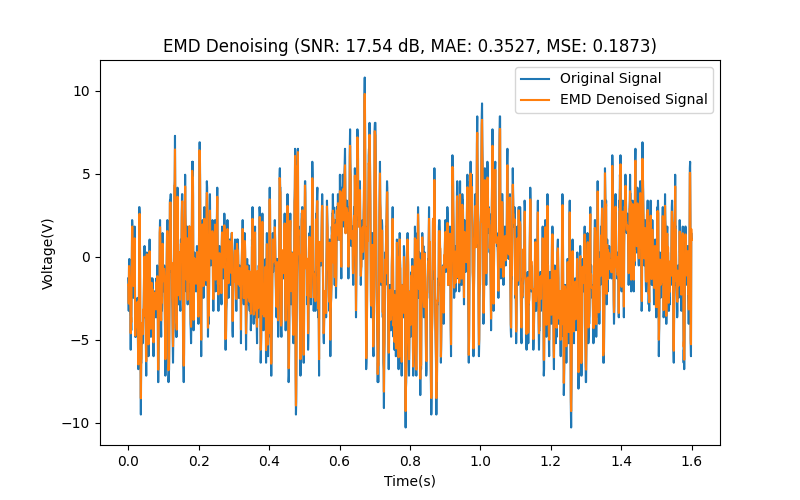 EMD Denoising (SNR: 17.54 dB, MAE: 0.3527, MSE: 0.1873)
Original Signal
EMD Denoised Signal
10
5
0
−5
−10
Voltage(V)
0.0 0.2 0.4 0.6 0.8 1.0 1.2 1.4 1.6
Time(s)